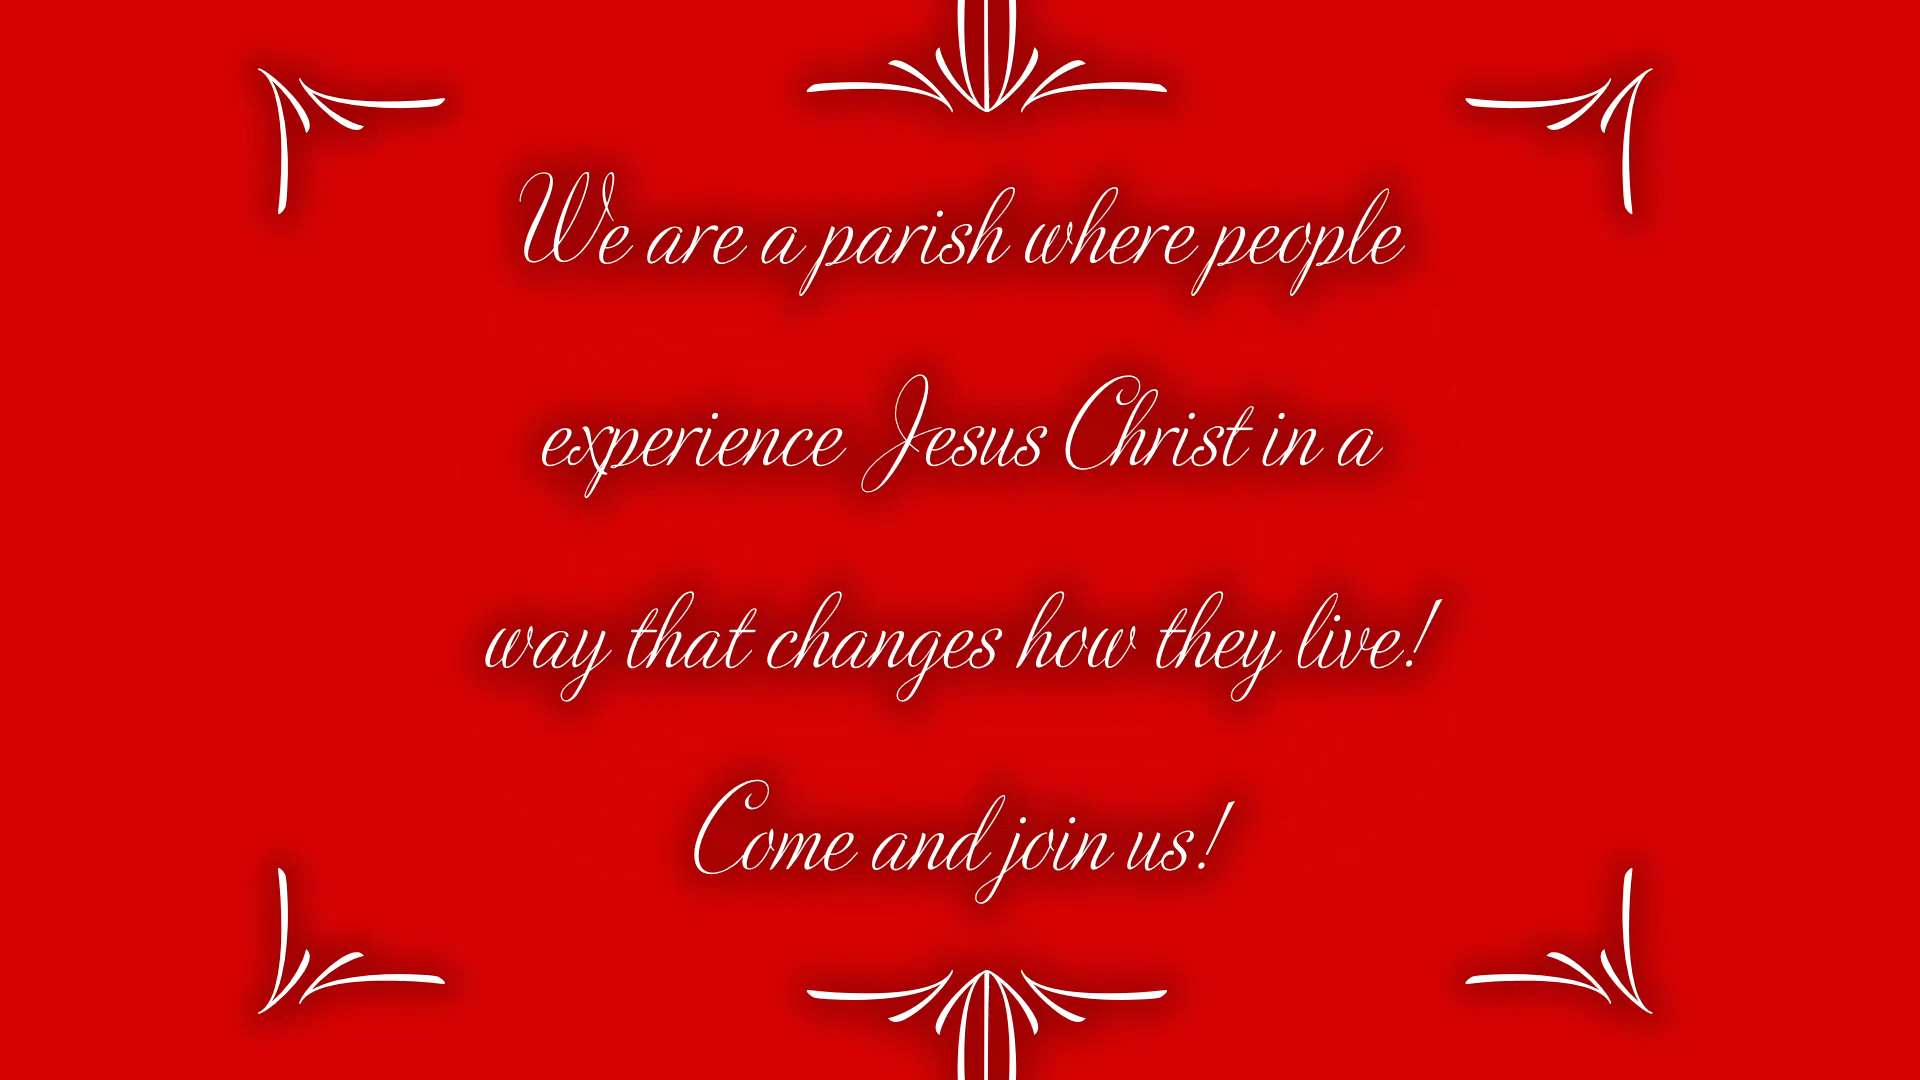 We are a parish where people
experience Jesus Christ in a
way that changes how they live!
Come and join us!